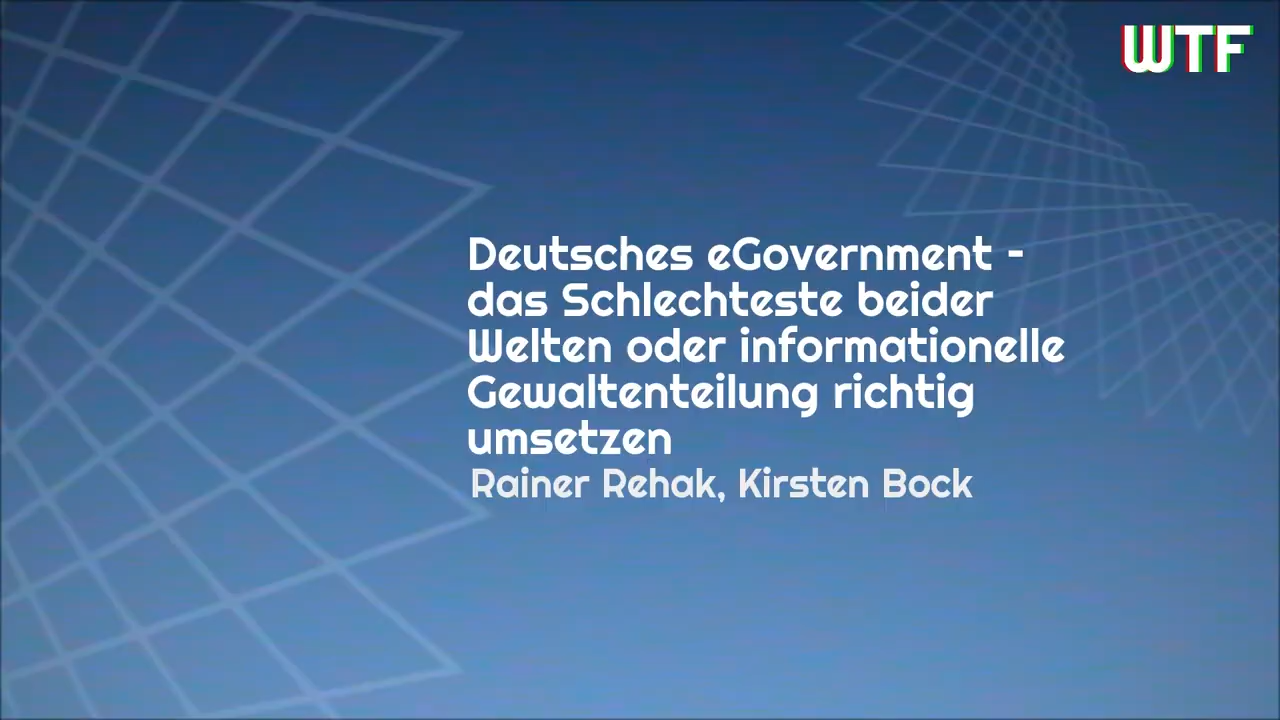 WTF
Deutsches eGovernment -
das Schlechteste beider
Welten oder informationelle
Gewaltenteilung richtig
umsetzen
Rainer Rehak, Kirsten Bock